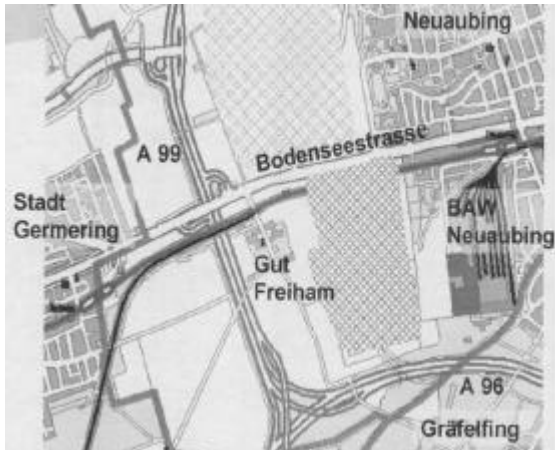 Neuaubing
Bodenseestrasse
A 99
Stadt
Germering
BAW
Neuaubing
Gut
Freiham
A 96
Gräfelfing